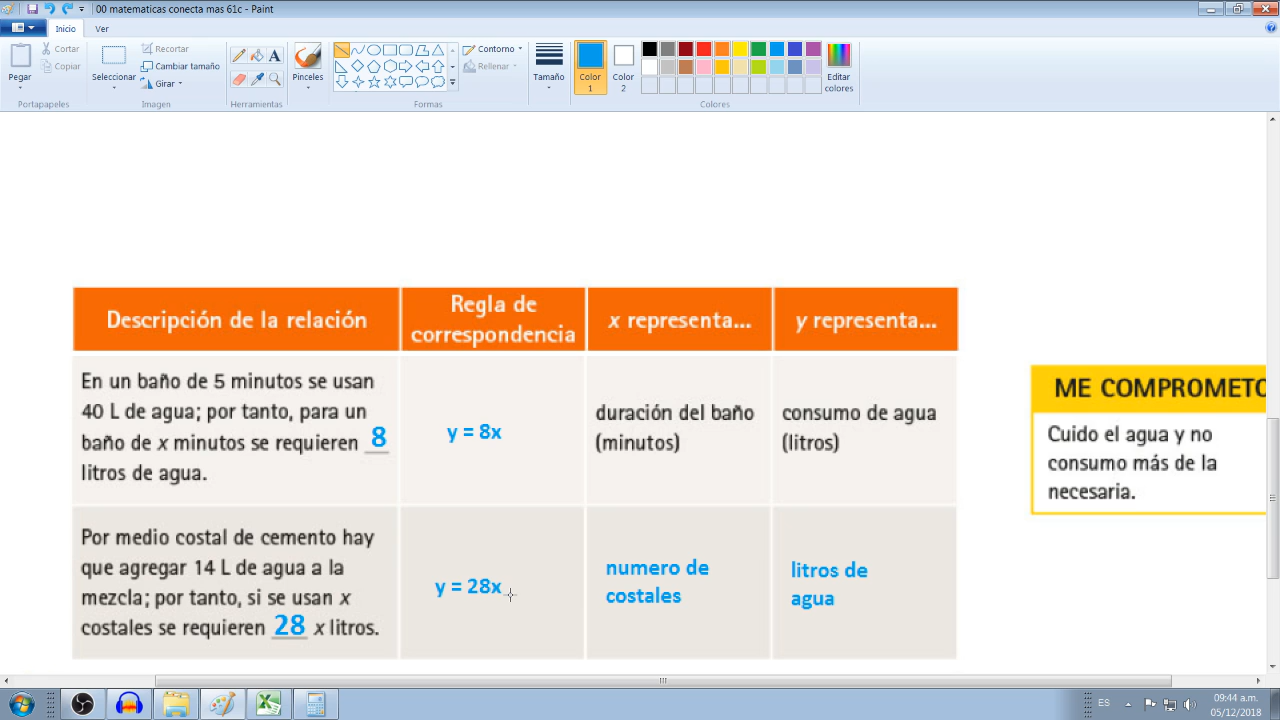 00 matematicas conecta mas 61c - Paint
Inicio
Ver
Pegar
Cortar
Copiar
Portapapeles
Seleccionar
Recortar
Cambiar tamaño
Girar
Imagen
Herramientas
Pinceles
Formas
Contorno
Rellenar
Tamaño
Color
1
Color
2
Editar
colores
Colores
Descripción de la relación
Regla de
correspondencia
x representa...
y representa...
En un baño de 5 minutos se usan
40 L de agua; por tanto, para un
baño de x minutos se requieren 8
litros de agua.
y = 8x
duración del baño
(minutos)
consumo de agua
(litros)
Por medio costal de cemento hay
que agregar 14 L de agua a la
mezcla; por tanto, si se usan x
costales se requieren 28 x litros.
y = 28x
numero de
costales
litros de
agua
ME COMPROMETO
Cuido el agua y no
consumo más de la
necesaria.
ES
09:44 a.m.
05/12/2018